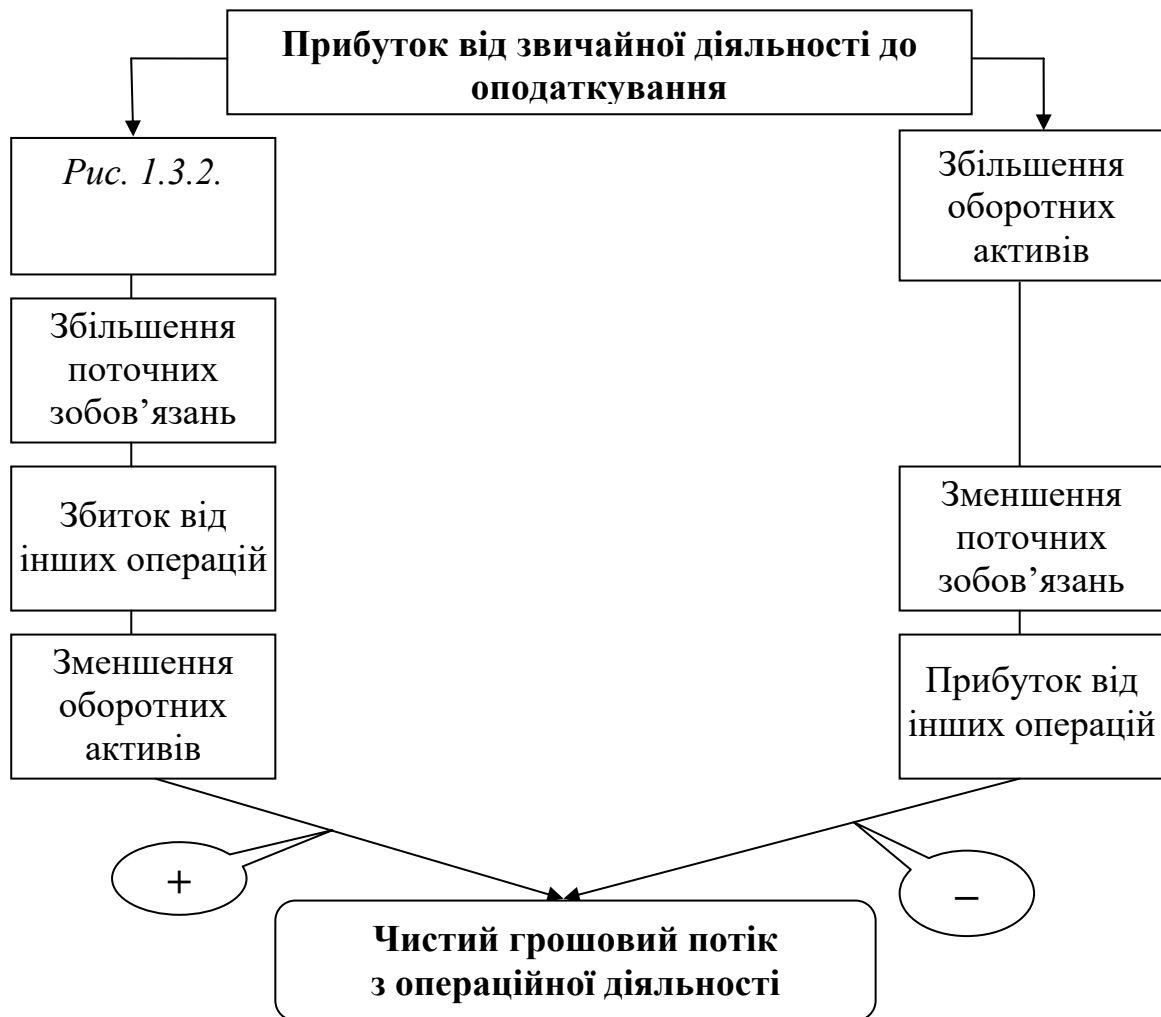 Прибуток від звичайної діяльності до
оподаткування
Рис. 1.3.2.
Збільшення
оборотних
активів
Збільшення
поточних
зобов’язань
Збиток від
інших операцій
Зменшення
поточних
зобов’язань
Зменшення
оборотних
активів
Прибуток від
інших операцій
+
–
Чистий грошовий потік
з операційної діяльності